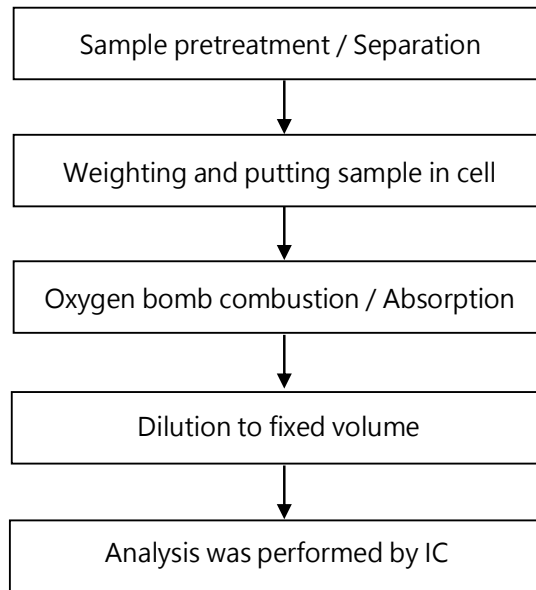 Sample pretreatment / Separation
Weighting and putting sample in cell
Oxygen bomb combustion / Absorption
Dilution to fixed volume
Analysis was performed by IC